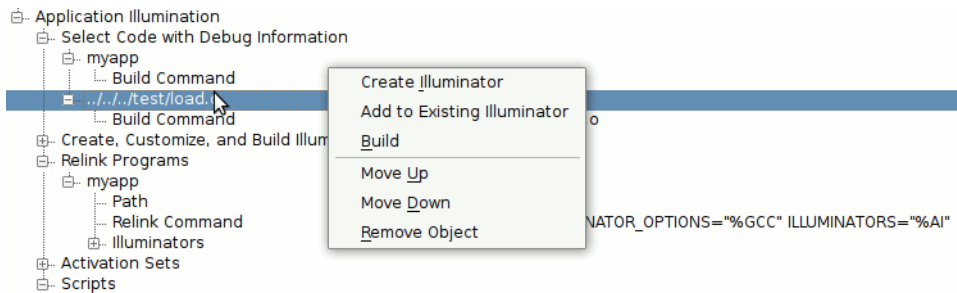 Application Illumination
Select Code with Debug Information
myapp
Build Command
../../../test/load.
Build Command o
Create, Customize, and Build Illum
Relink Programs
myapp
Path
Relink Command NATOR_OPTIONS="%GCC" ILLUMINATORS="%AI"
Illuminators
Activation Sets
Scripts
Create Illuminator
Add to Existing Illuminator
Build
Move Up
Move Down
Remove Object